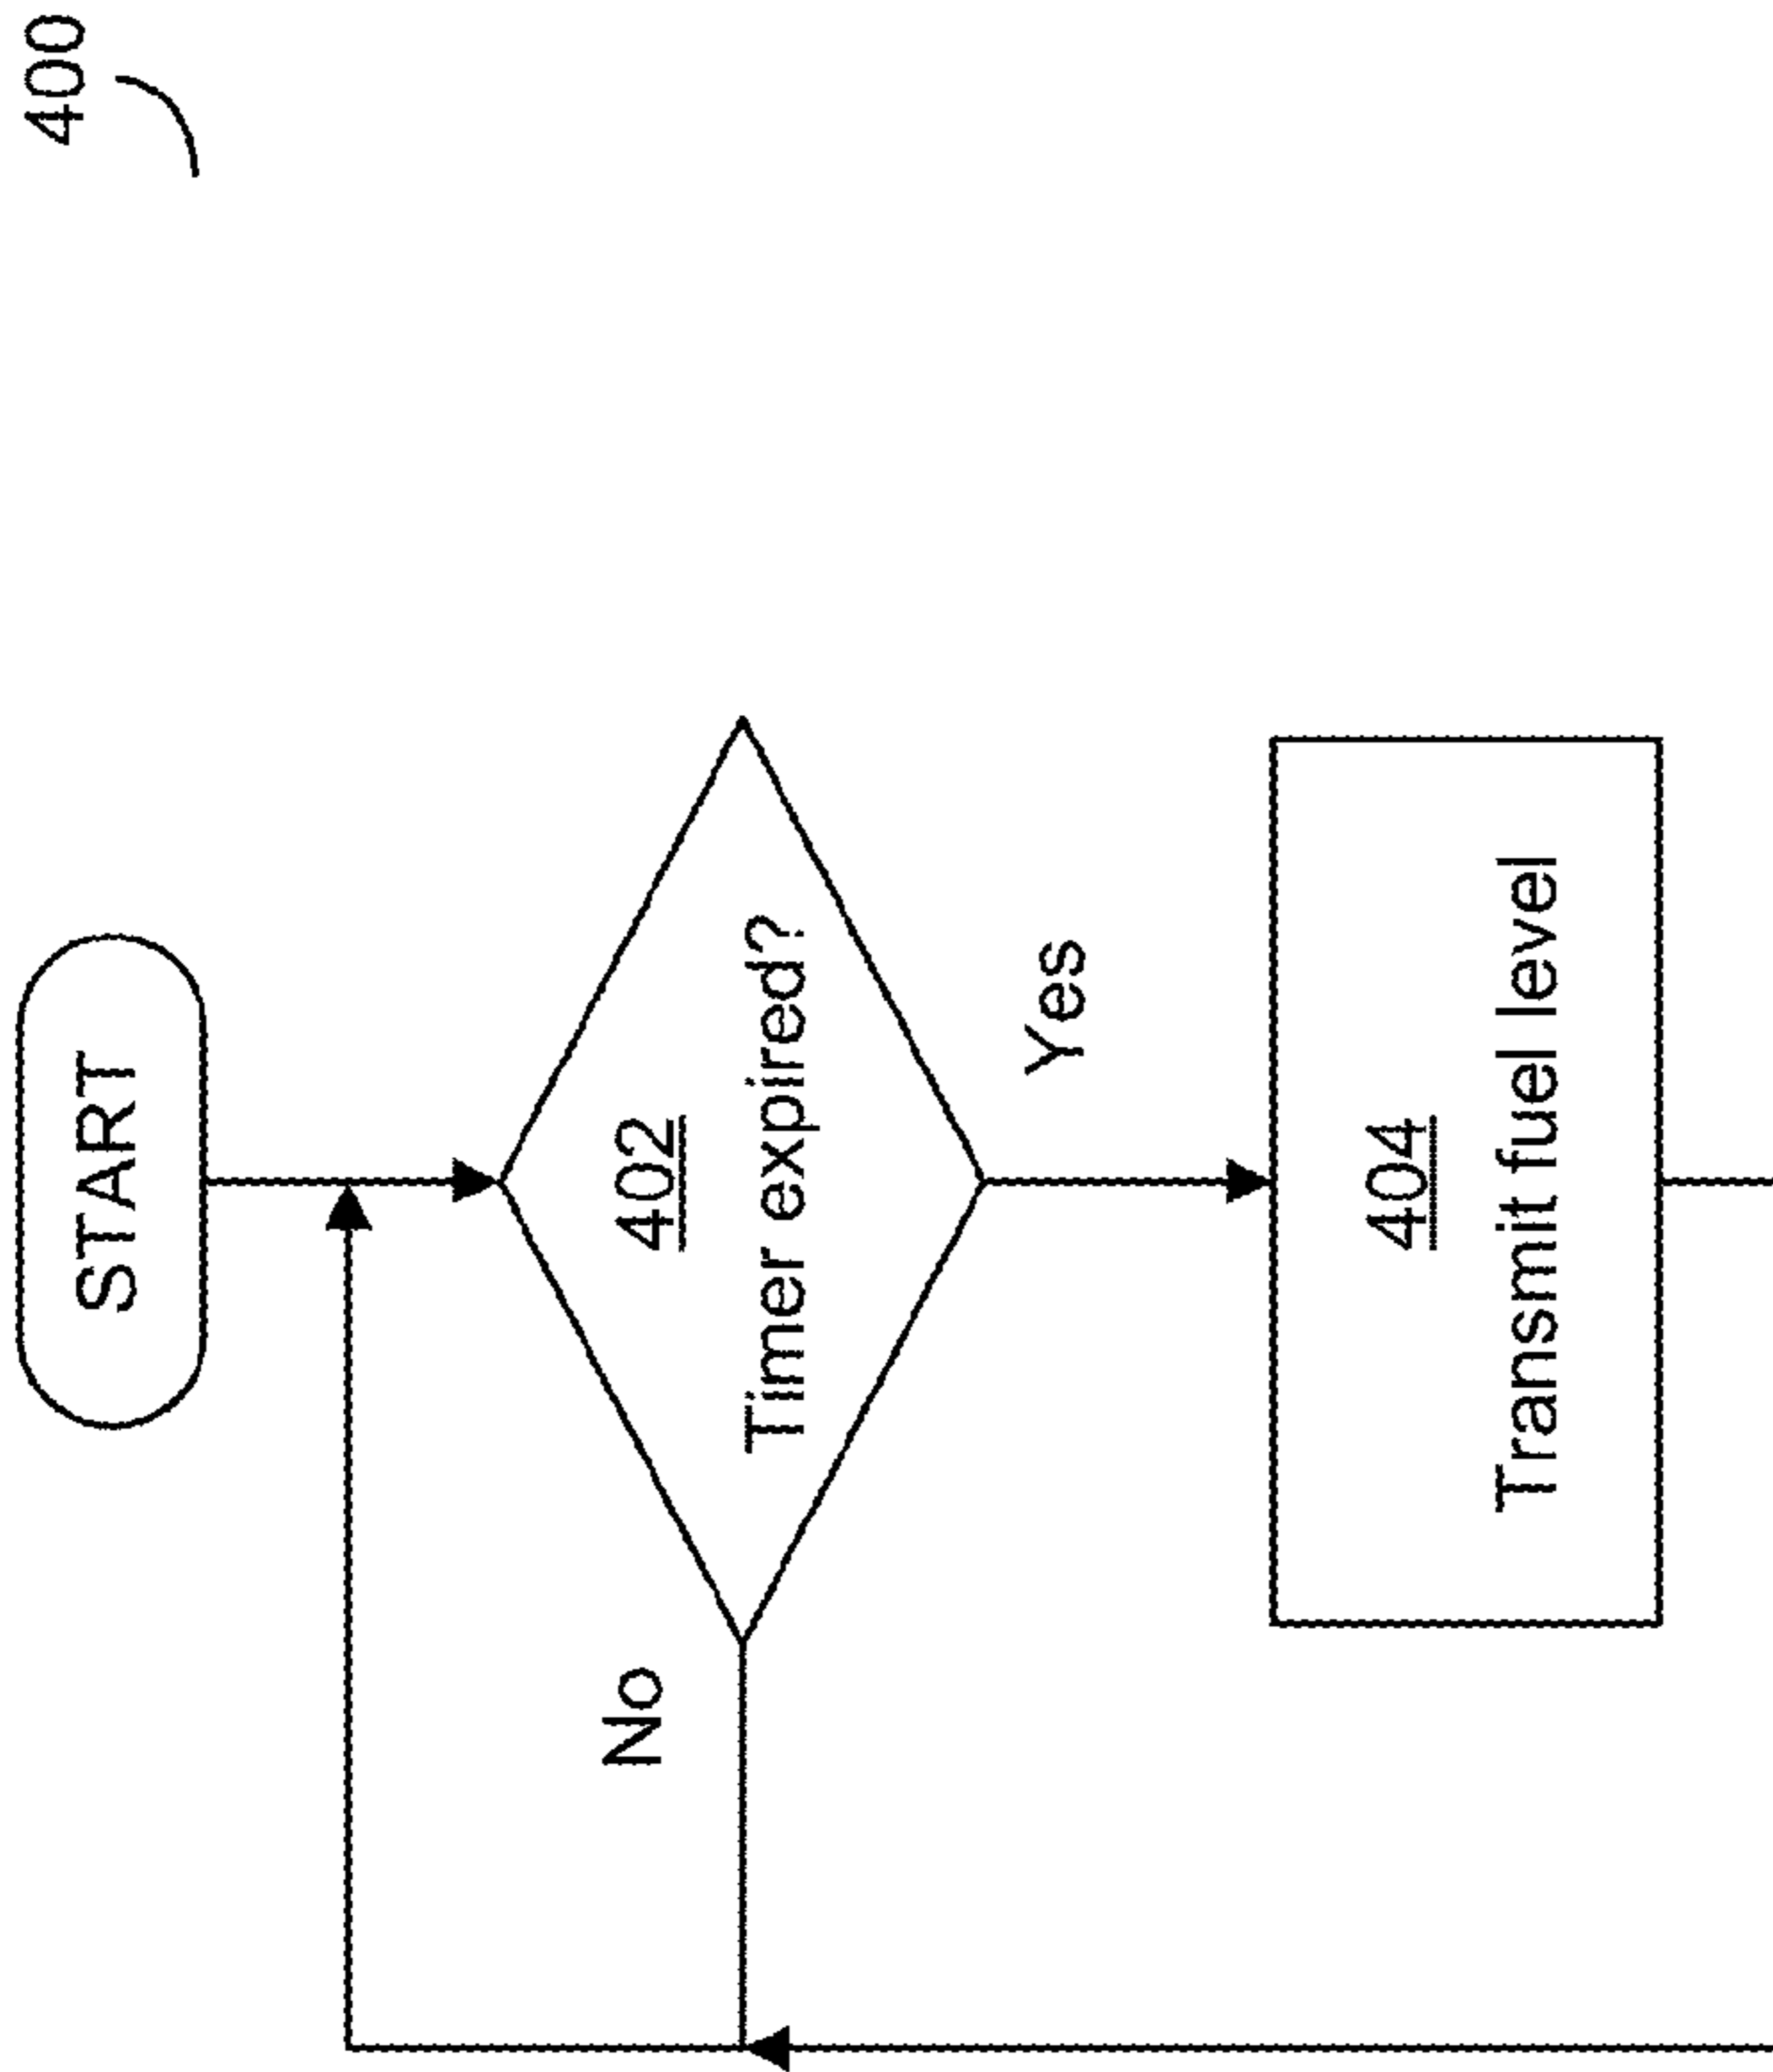 400
START
402
Timer expired?
No
Yes
404
Transmit fuel level